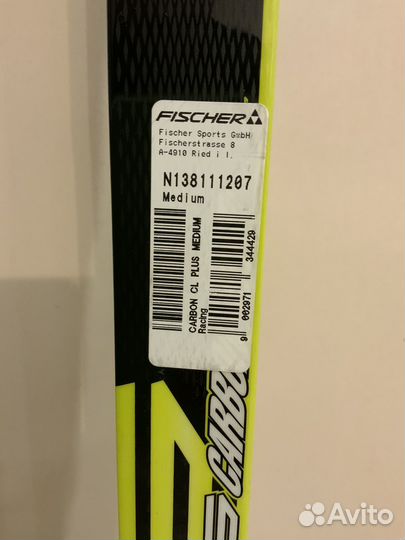 FISCHER
Fischer Sports GmbH
Fischerstrasse 8
A-4910 Ried i I.
N138111207
Medium
CARBON CL PLUS MEDIUM
Racing
9 002971 344429
CARBO
Avito